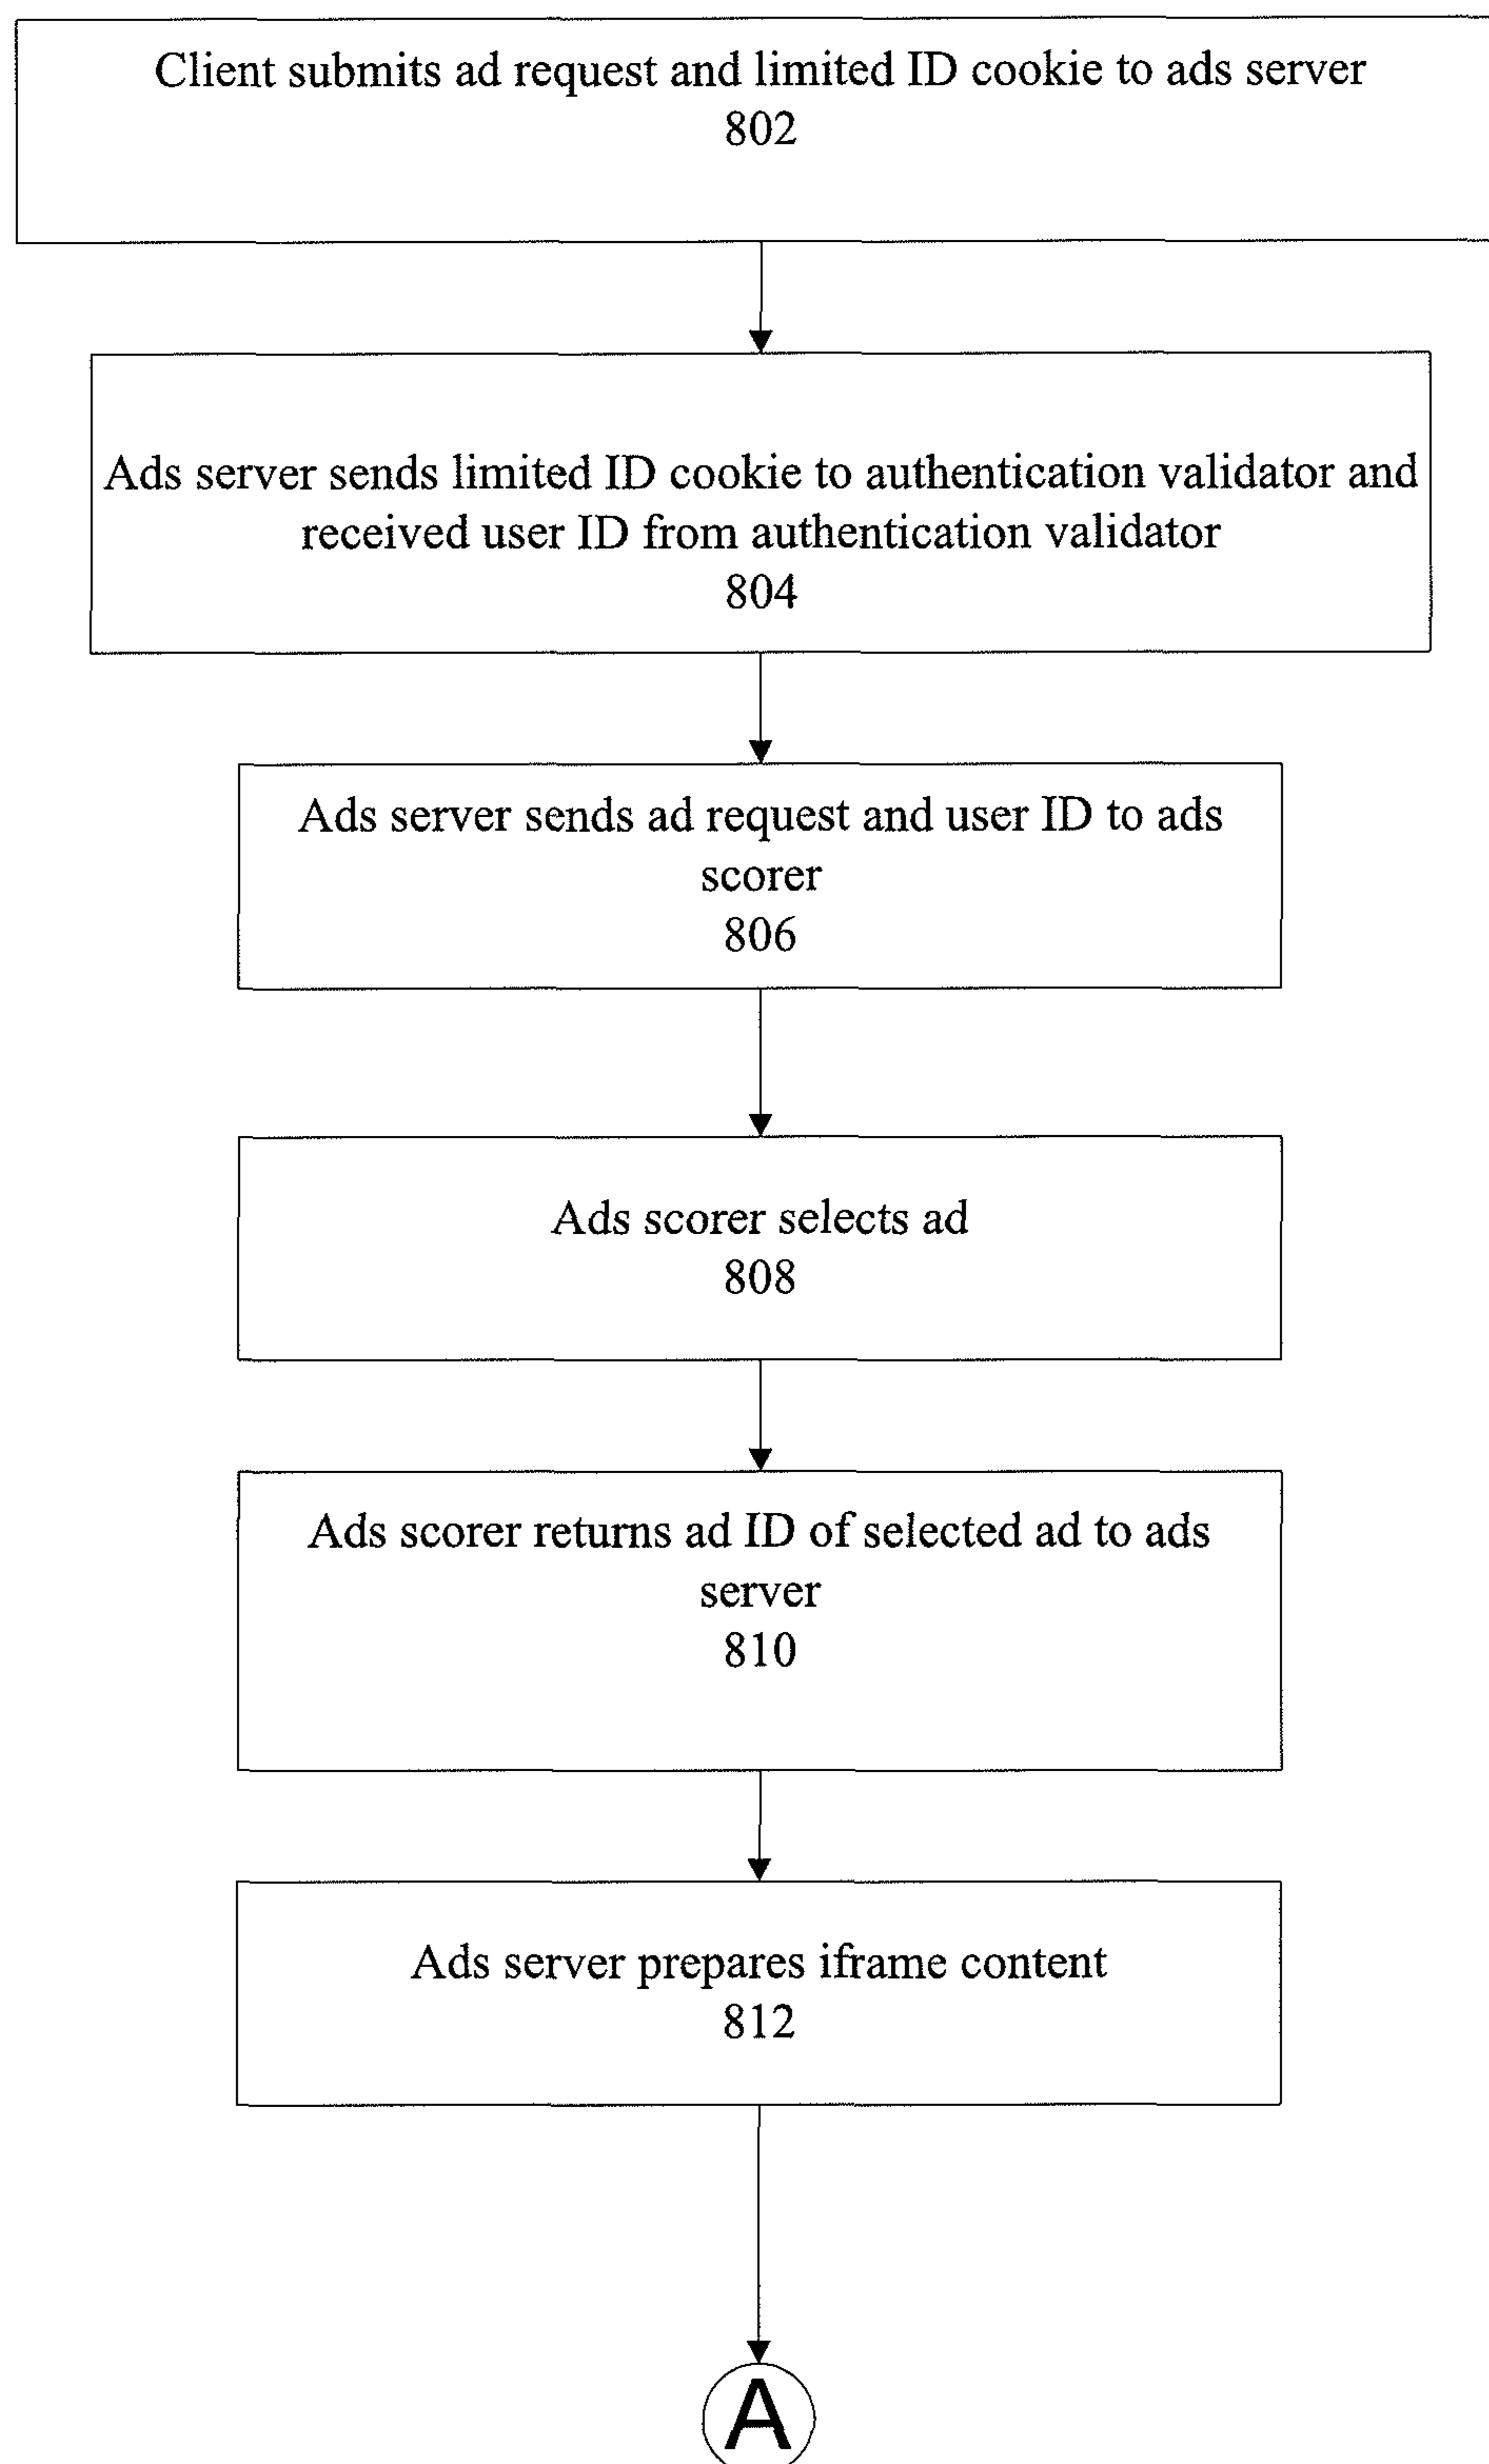 Client submits ad request and limited ID cookie to ads server
802
Ads server sends limited ID cookie to authentication validator and
received user ID from authentication validator
804
Ads server sends ad request and user ID to ads
scorer
806
Ads scorer selects ad
808
Ads scorer returns ad ID of selected ad to ads
server
810
Ads server prepares iframe content
812
A